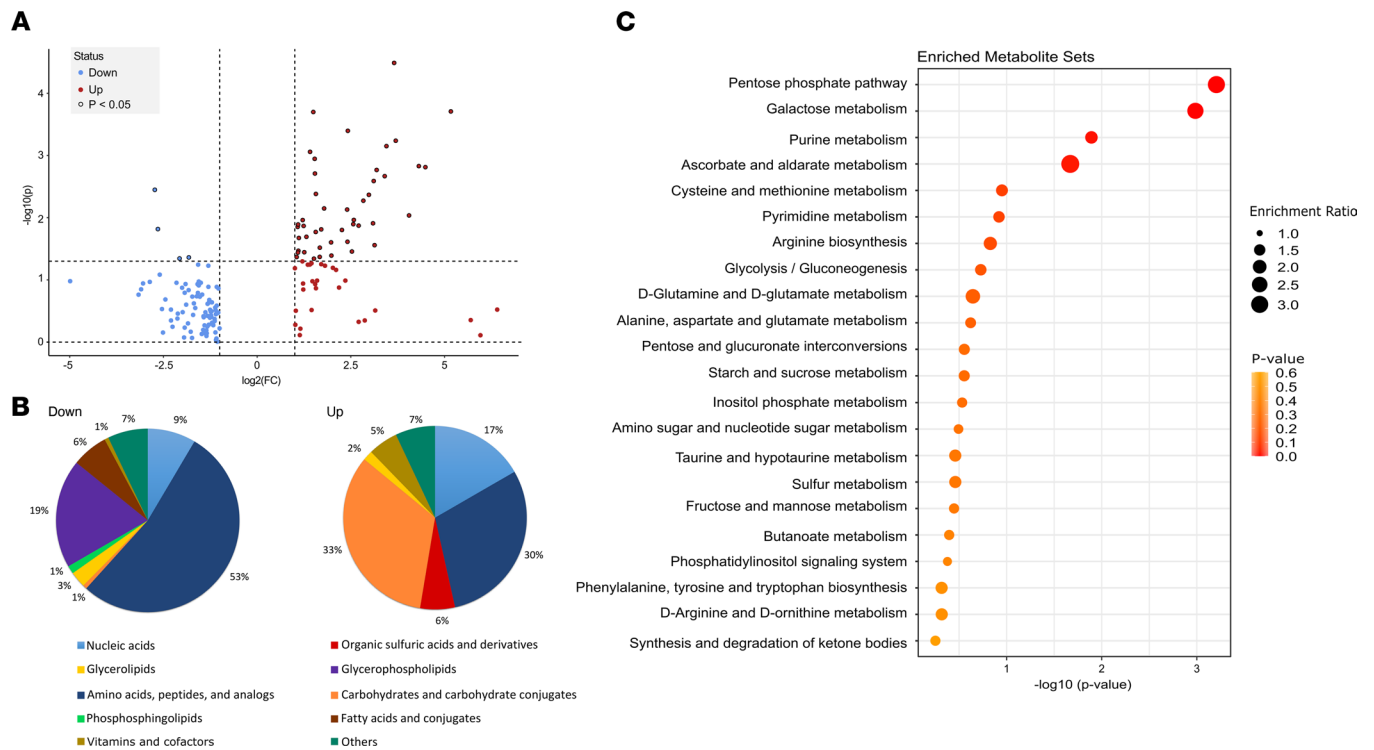 A
Status
Down
Up
P < 0.05
-log10(p)
4
3
2
1
0
-5
-2.5
0
2.5
5
log2(FC)
B
Down
9%
53%
1%
3%
1%
19%
6%
1%
7%
Up
17%
30%
6%
33%
2%
5%
7%
Nucleic acids
Glycerolipids
Amino acids, peptides, and analogs
Phosphosphingolipids
Vitamins and cofactors
Organic sulfuric acids and derivatives
Glycerophospholipids
Carbohydrates and carbohydrate conjugates
Fatty acids and conjugates
Others
C
Enriched Metabolite Sets
Pentose phosphate pathway
Galactose metabolism
Purine metabolism
Ascorbate and aldarate metabolism
Cysteine and methionine metabolism
Pyrimidine metabolism
Arginine biosynthesis
Glycolysis / Gluconeogenesis
D-Glutamine and D-glutamate metabolism
Alanine, aspartate and glutamate metabolism
Pentose and glucuronate interconversions
Starch and sucrose metabolism
Inositol phosphate metabolism
Amino sugar and nucleotide sugar metabolism
Taurine and hypotaurine metabolism
Sulfur metabolism
Fructose and mannose metabolism
Butanoate metabolism
Phosphatidylinositol signaling system
Phenylalanine, tyrosine and tryptophan biosynthesis
D-Arginine and D-ornithine metabolism
Synthesis and degradation of ketone bodies
1
2
3
-log10 (p-value)
Enrichment Ratio
1.0
1.5
2.0
2.5
3.0
P-value
0.6
0.5
0.4
0.3
0.2
0.1
0.0